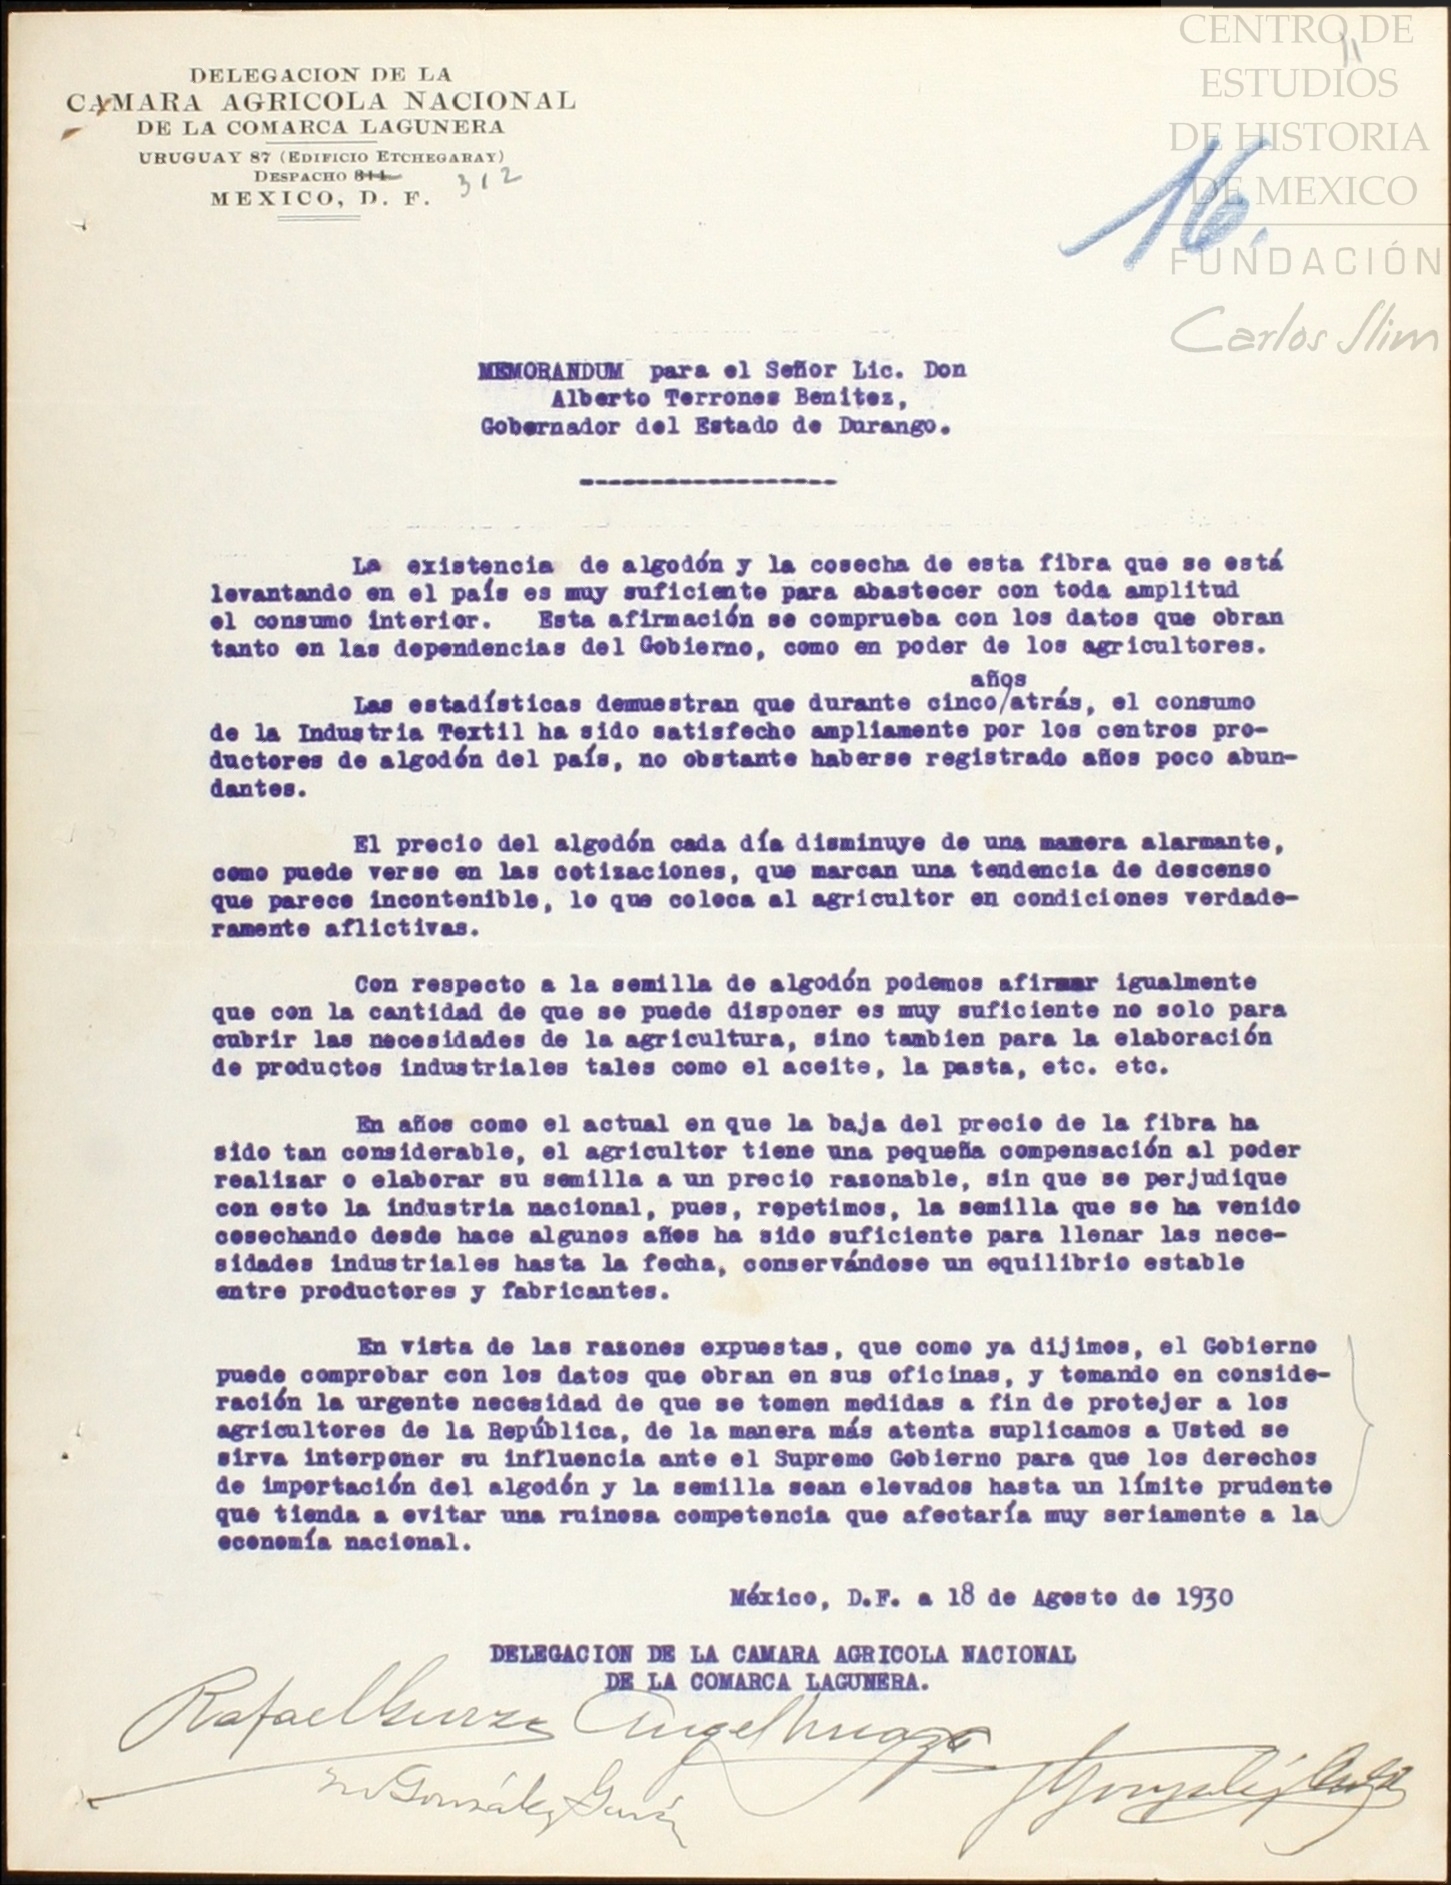 CENTRO DE
ESTUDIOS
DE HISTORIA
DE MEXICO
FUNDACIÓN
Carlos Slim
11
16.
DELEGACION DE LA
CAMARA AGRICOLA NACIONAL
DE LA COMARCA LAGUNERA
URUGUAY 87 (EDIFICIO ETCHEGARAY)
DESPACHO 312
MEXICO, D. F.
MEMORANDUM para el Señor Lic. Don
Alberto Terrones Benitez,
Gobernador del Estado de Durango.
------------------
La existencia de algodón y la cosecha de esta fibra que se está
levantando en el país es muy suficiente para abastecer con toda amplitud
el consumo interior. Esta afirmación se comprueba con los datos que obran
tanto en las dependencias del Gobierno, como en poder de los agricultores.
años
Las estadísticas demuestran que durante cinco/atrás, el consumo
de la Industria Textil ha sido satisfecho ampliamente por los centros pro-
ductores de algodón del país, no obstante haberse registrado años poco abun-
dantes.
El precio del algodón cada día disminuye de una manera alarmante,
como puede verse en las cotizaciones, que marcan una tendencia de descenso
que parece incontenible, lo que coloca al agricultor en condiciones verdade-
ramente aflictivas.
Con respecto a la semilla de algodón podemos afirmar igualmente
que con la cantidad de que se puede disponer es muy suficiente no solo para
cubrir las necesidades de la agricultura, sino tambien para la elaboración
de productos industriales tales como el aceite, la pasta, etc. etc.
En años como el actual en que la baja del precio de la fibra ha
sido tan considerable, el agricultor tiene una pequeña compensación al poder
realizar o elaborar su semilla a un precio razonable, sin que se perjudique
con esto la industria nacional, pues, repetimos, la semilla que se ha venido
cosechando desde hace algunos años ha sido suficiente para llenar las nece-
sidades industriales hasta la fecha, conservándose un equilibrio estable
entre productores y fabricantes.
En vista de las razones expuestas, que como ya dijimos, el Gobierno
puede comprobar con los datos que obran en sus oficinas, y tomando en conside-
ración la urgente necesidad de que se tomen medidas a fin de protejer a los
agricultores de la República, de la manera más atenta suplicamos a Usted se
sirva interponer su influencia ante el Supremo Gobierno para que los derechos
de importación del algodón y la semilla sean elevados hasta un límite prudente
que tienda a evitar una ruinosa competencia que afectaría muy seriamente a la
economía nacional.
México, D.F. a 18 de Agosto de 1930
DELEGACION DE LA CAMARA AGRICOLA NACIONAL
DE LA COMARCA LAGUNERA.
Rafael Angel
González